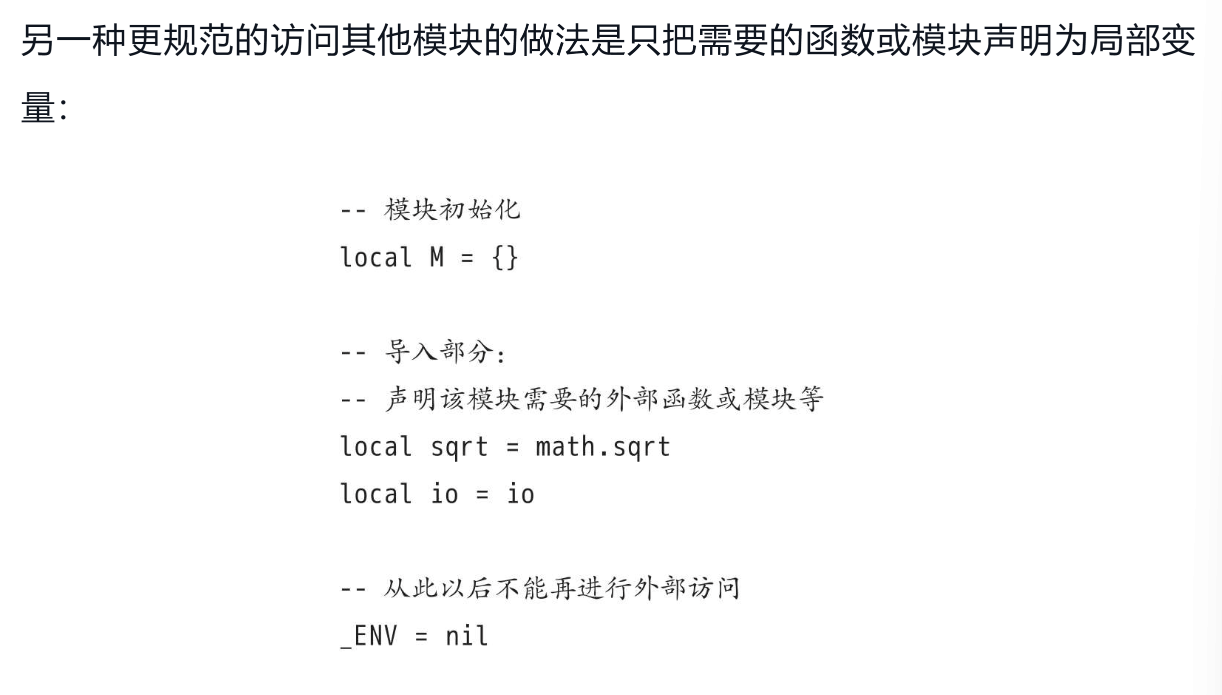 另一种更规范的访问其他模块的做法是只把需要的函数或模块声明为局部变
量：
-- 模块初始化
local M = {}
-- 导入部分：
-- 声明该模块需要的外部函数或模块等
local sqrt = math.sqrt
local io = io
-- 从此以后不能再进行外部访问
_ENV = nil